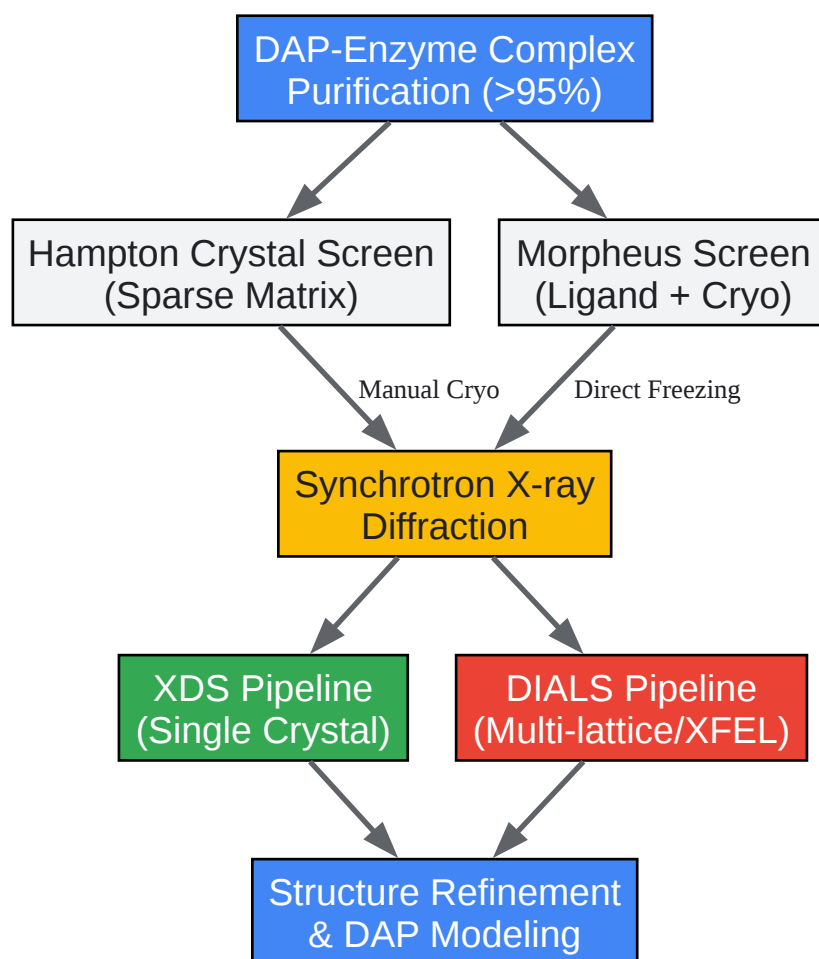 DAP-Enzyme Complex
Purification (>95%)
Hampton Crystal Screen
(Sparse Matrix)
Morpheus Screen
(Ligand + Cryo)
Manual Cryo
Direct Freezing
Synchrotron X-ray
Diffraction
XDS Pipeline
(Single Crystal)
DIALS Pipeline
(Multi-lattice/XFEL)
Structure Refinement
& DAP Modeling